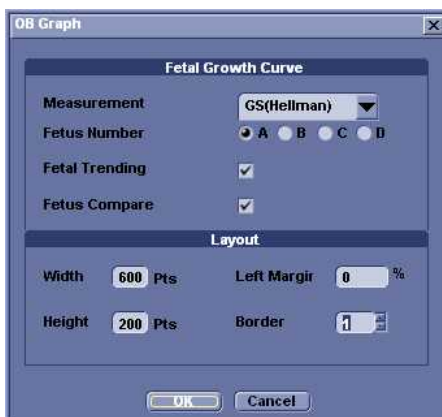 OB Graph
Fetal Growth Curve
Measurement GS(Hellman)
Fetus Number A B C D
Fetal Trending
Fetus Compare
Layout
Width 600 Pts Left Margir 0 %
Height 200 Pts Border 1
OK Cancel